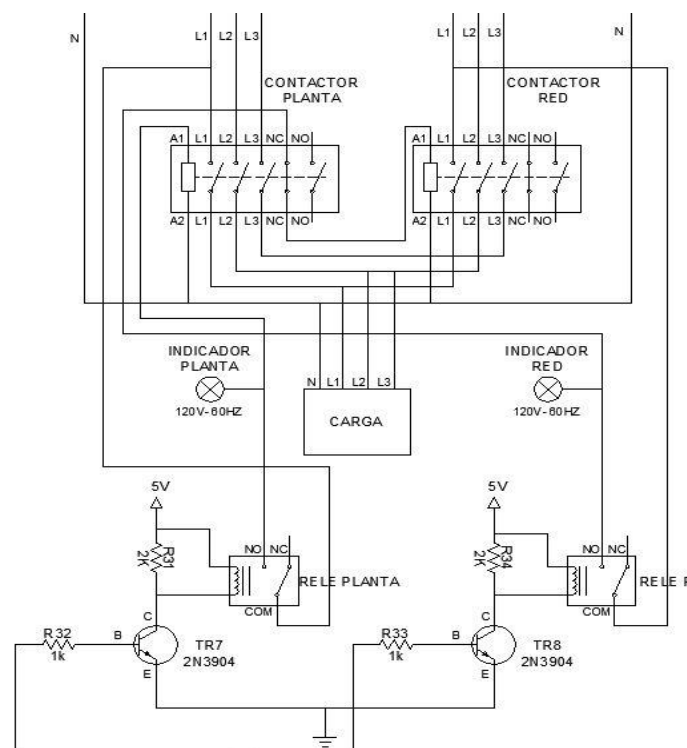 N L1 L2 L3 L1 L2 L3 N
CONTACTOR
PLANTA
CONTACTOR
RED
A1 L1 L2 L3 NC NO
A1 L1 L2 L3 NC NO
A2 L1 L2 L3 NC NO
A2 L1 L2 L3 NC NO
INDICADOR
PLANTA
120V-60HZ
INDICADOR
RED
120V-60HZ
N L1 L2 L3
CARGA
5V
R31
2K
NO NC
RELE PLANTA
COM
5V
R34
2K
NO NC
RELE P
COM
R32
1k
B
C
E
TR7
2N3904
R33
1k
B
C
E
TR8
2N3904